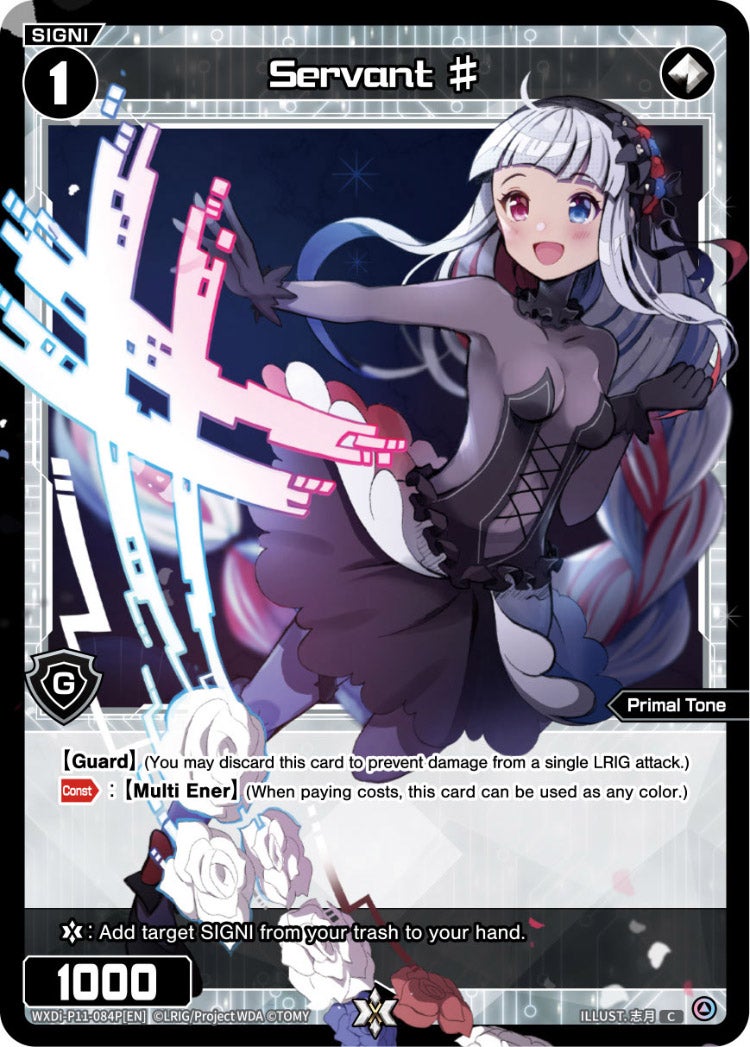 SIGNI
1
Servant #
G
Primal Tone
【Guard】 (You may discard this card to prevent damage from a single LRIG attack.)
Const : 【Multi Ener】 (When paying costs, this card can be used as any color.)
: Add target SIGNI from your trash to your hand.
1000
WXDi-P11-084P[EN] ©LRIG/Project WDA ©TOMY
ILLUST. 志月 C